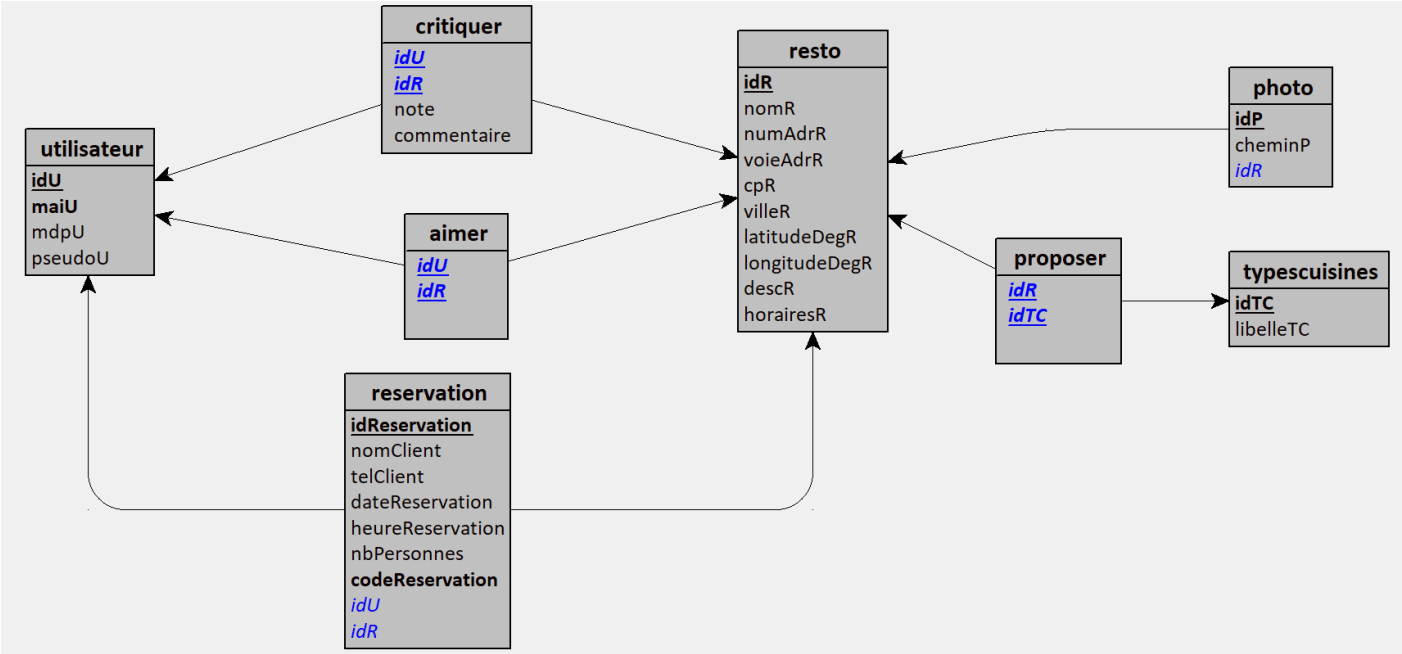 critiquer
idU
idR
note
commentaire
utilisateur
idU
maiU
mdpU
pseudoU
aimer
idU
idR
reservation
idReservation
nomClient
telClient
dateReservation
heureReservation
nbPersonnes
codeReservation
idU
idR
resto
idR
nomR
numAdrR
voieAdrR
cpR
villeR
latitudeDegR
longitudeDegR
descR
horairesR
photo
idP
cheminP
idR
proposer
idR
idTC
typescuisines
idTC
libelleTC